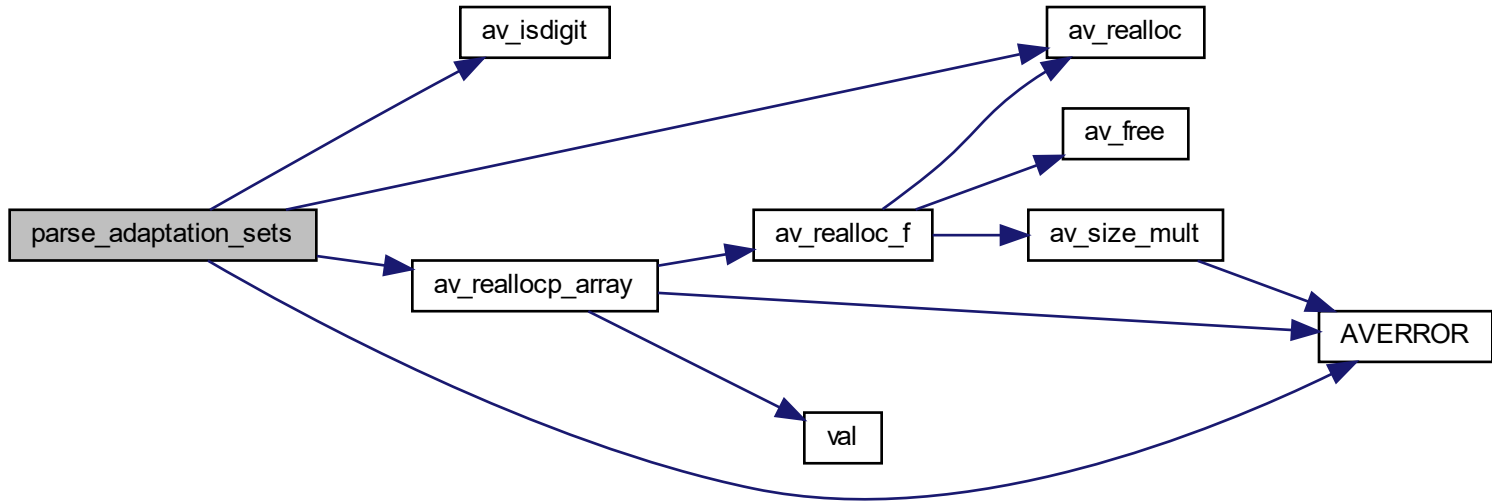 av_isdigit
av_realloc
av_free
parse_adaptation_sets
av_realloc_f
av_size_mult
av_reallocp_array
AVERROR
val